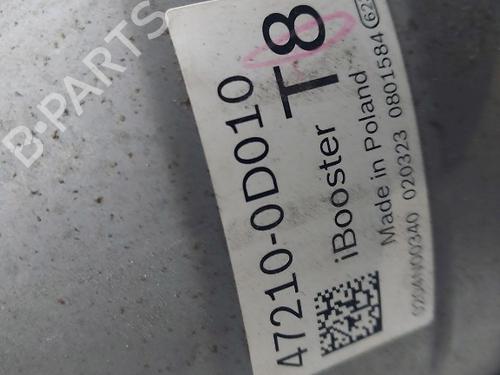 47210-0D010
T8
iBooster
Made in Poland
020323 0801584
B-PARTS